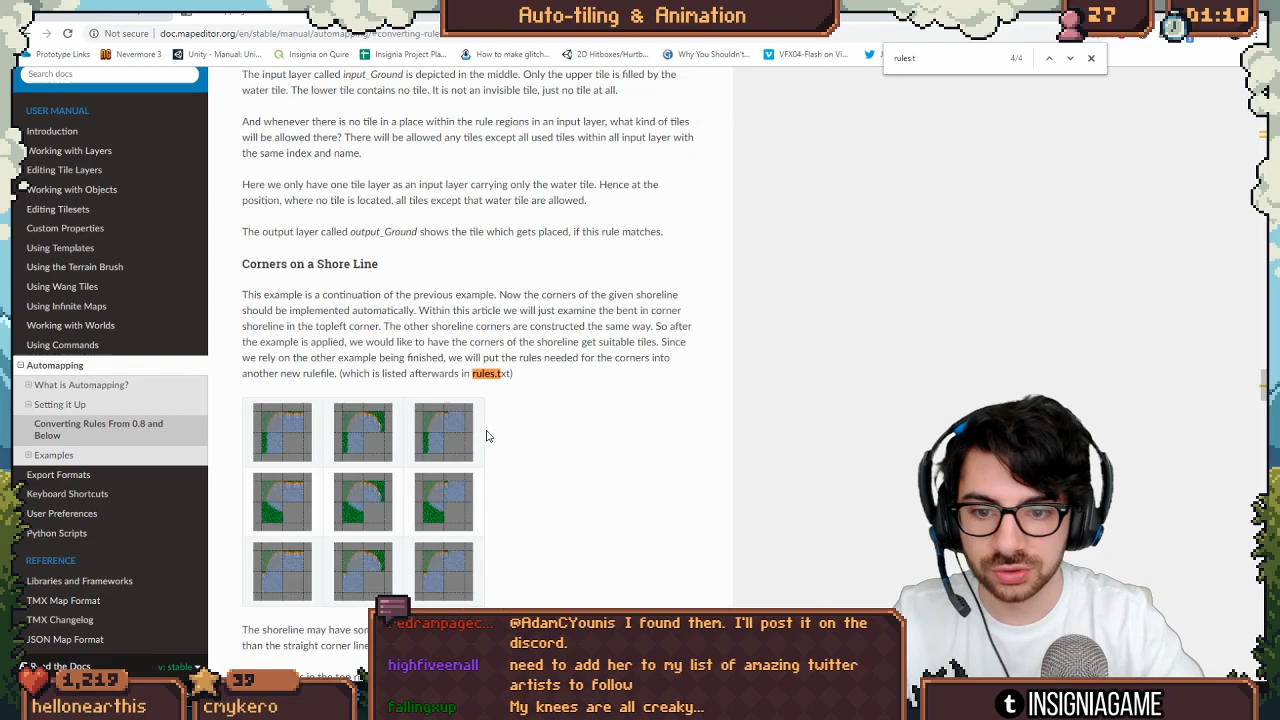 Auto-tiling & Animation
27
01:10
Not secure | doc.mapeditor.org/en/stable/manual/automapping/#converting-rule
Prototype Links
Nevermore 3
Unity - Manual: Uni...
Insignia on Quire
Insignia Project Pla...
How to make glitch...
2D Hitboxes/Hurtb...
Why You Shouldn't...
VFX04-Flash on Vi...
rules.t
4/4
Search docs
USER MANUAL
Introduction
Working with Layers
Editing Tile Layers
Working with Objects
Editing Tilesets
Custom Properties
Using Templates
Using the Terrain Brush
Using Wang Tiles
Using Infinite Maps
Working with Worlds
Using Commands
Automapping
What is Automapping?
Setting it Up
Converting Rules From 0.8 and
Below
Examples
Export Formats
Keyboard Shortcuts
User Preferences
Python Scripts
REFERENCE
Libraries and Frameworks
TMX Map Format
TMX Changelog
JSON Map Format
Read the Docs
v: stable
The input layer called input_Ground is depicted in the middle. Only the upper tile is filled by the
water tile. The lower tile contains no tile. It is not an invisible tile, just no tile at all.
And whenever there is no tile in a place within the rule regions in an input layer, what kind of tiles
will be allowed there? There will be allowed any tiles except all used tiles within all input layer with
the same index and name.
Here we only have one tile layer as an input layer carrying only the water tile. Hence at the
position, where no tile is located, all tiles except that water tile are allowed.
The output layer called output_Ground shows the tile which gets placed, if this rule matches.
Corners on a Shore Line
This example is a continuation of the previous example. Now the corners of the given shoreline
should be implemented automatically. Within this article we will just examine the bent in corner
shoreline in the topleft corner. The other shoreline corners are constructed the same way. So after
the example is applied, we would like to have the corners of the shoreline get suitable tiles. Since
we rely on the other example being finished, we will put the rules needed for the corners into
another new rulefile. (which is listed afterwards in rules.txt)
The shoreline may have som
than the straight corner line
redrampagec... @AdamCYounis I found them. I'll post it on the
discord.
highfiveemall need to add her to my list of amazing twitter
artists to follow
fallingxup My knees are all creaky...
1,219
hellonearthis
cmykero
t INSIGNIAGAME